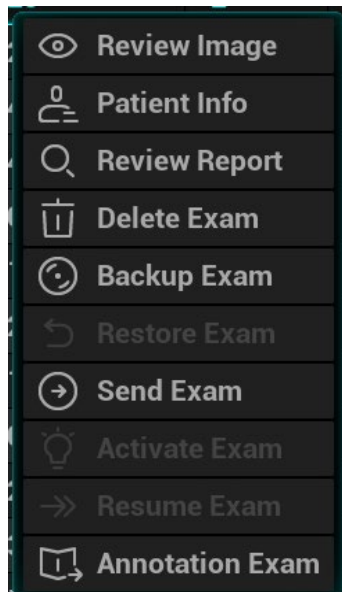 Review Image
Patient Info
Review Report
Delete Exam
Backup Exam
Restore Exam
Send Exam
Activate Exam
Resume Exam
Annotation Exam